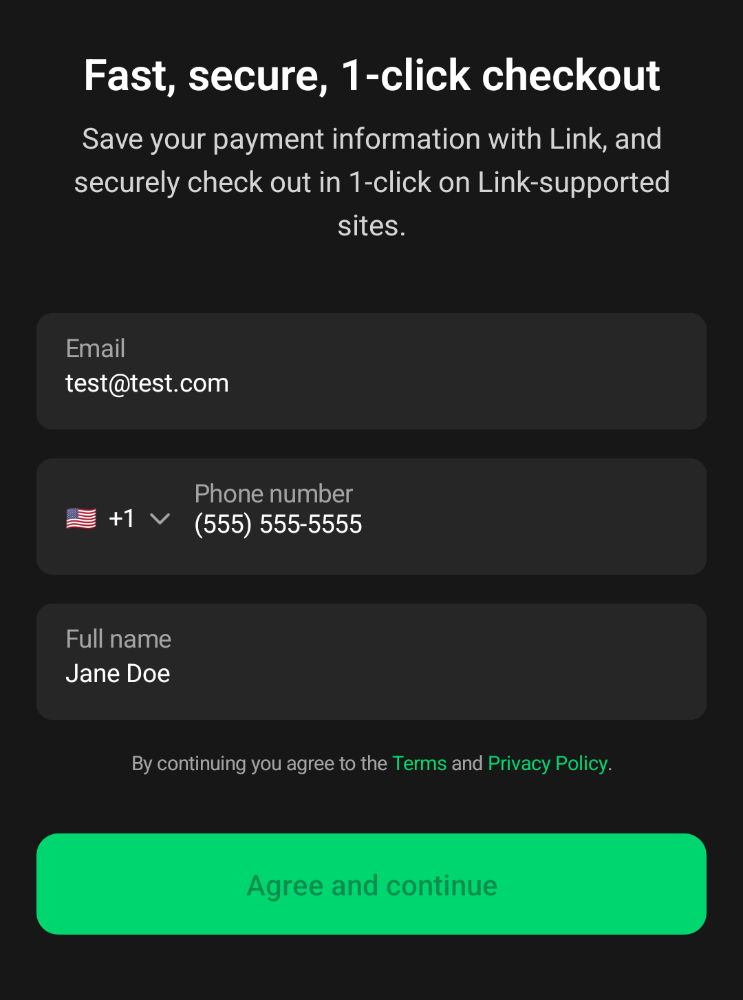 Fast, secure, 1-click checkout
Save your payment information with Link, and
securely check out in 1-click on Link-supported
sites.
Email
test@test.com
+1
Phone number
(555) 555-5555
Full name
Jane Doe
By continuing you agree to the Terms and Privacy Policy.
Agree and continue